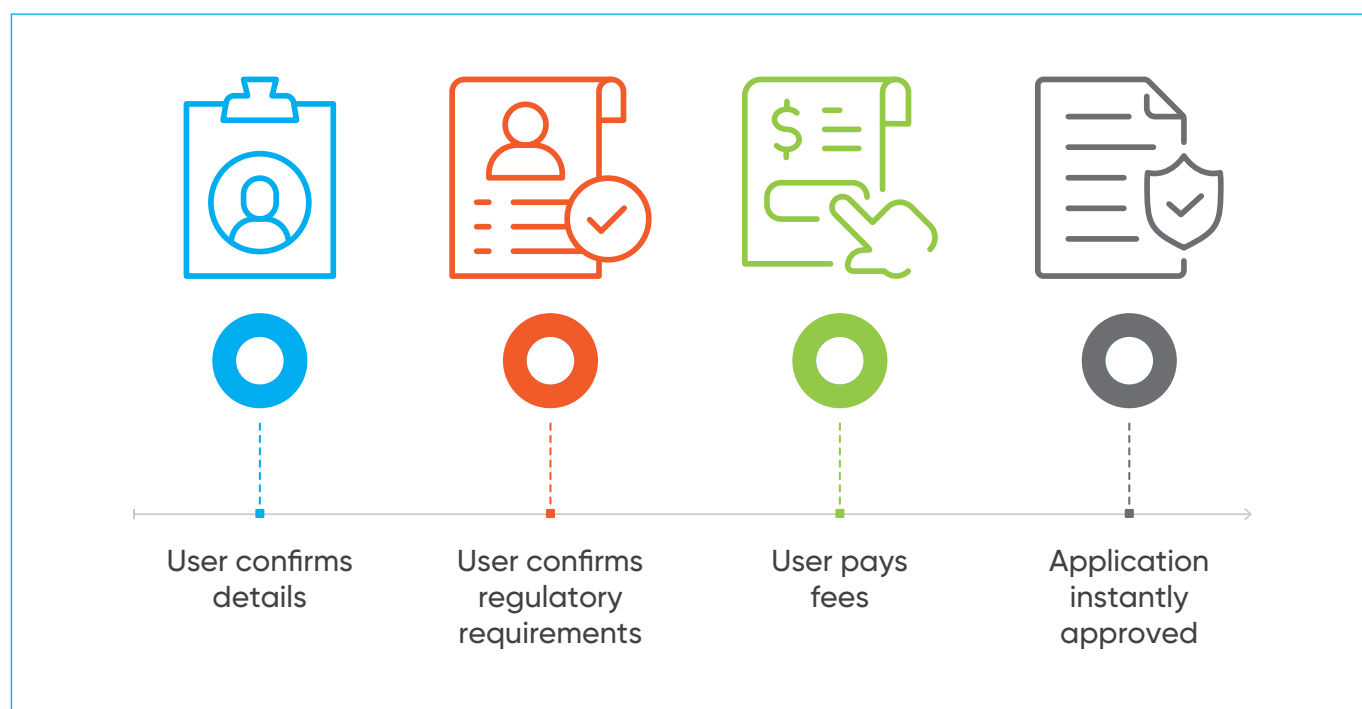 $
User confirms
details
User confirms
regulatory
requirements
User pays
fees
Application
instantly
approved